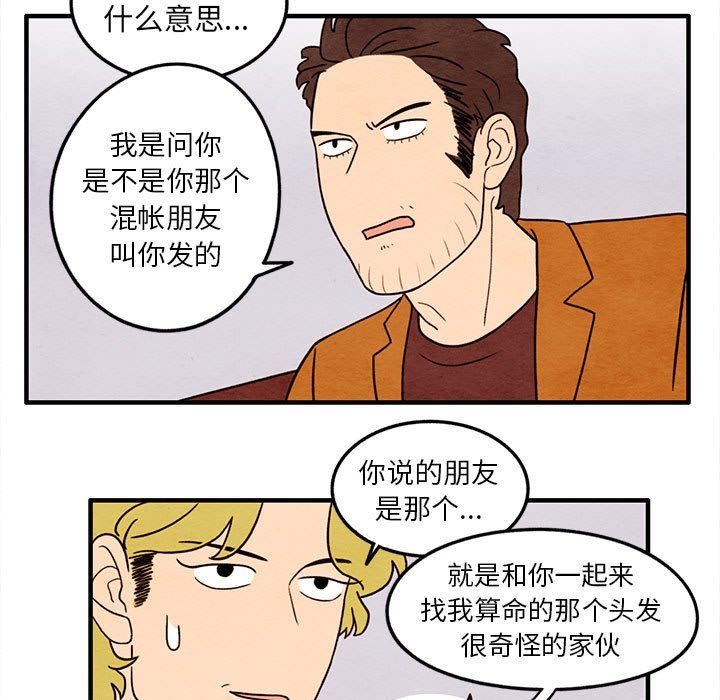 什么意思...
我是问你
是不是你那个
混帐朋友
叫你发的
你说的朋友
是那个...
就是和你一起来
找我算命的那个头发
很奇怪的家伙